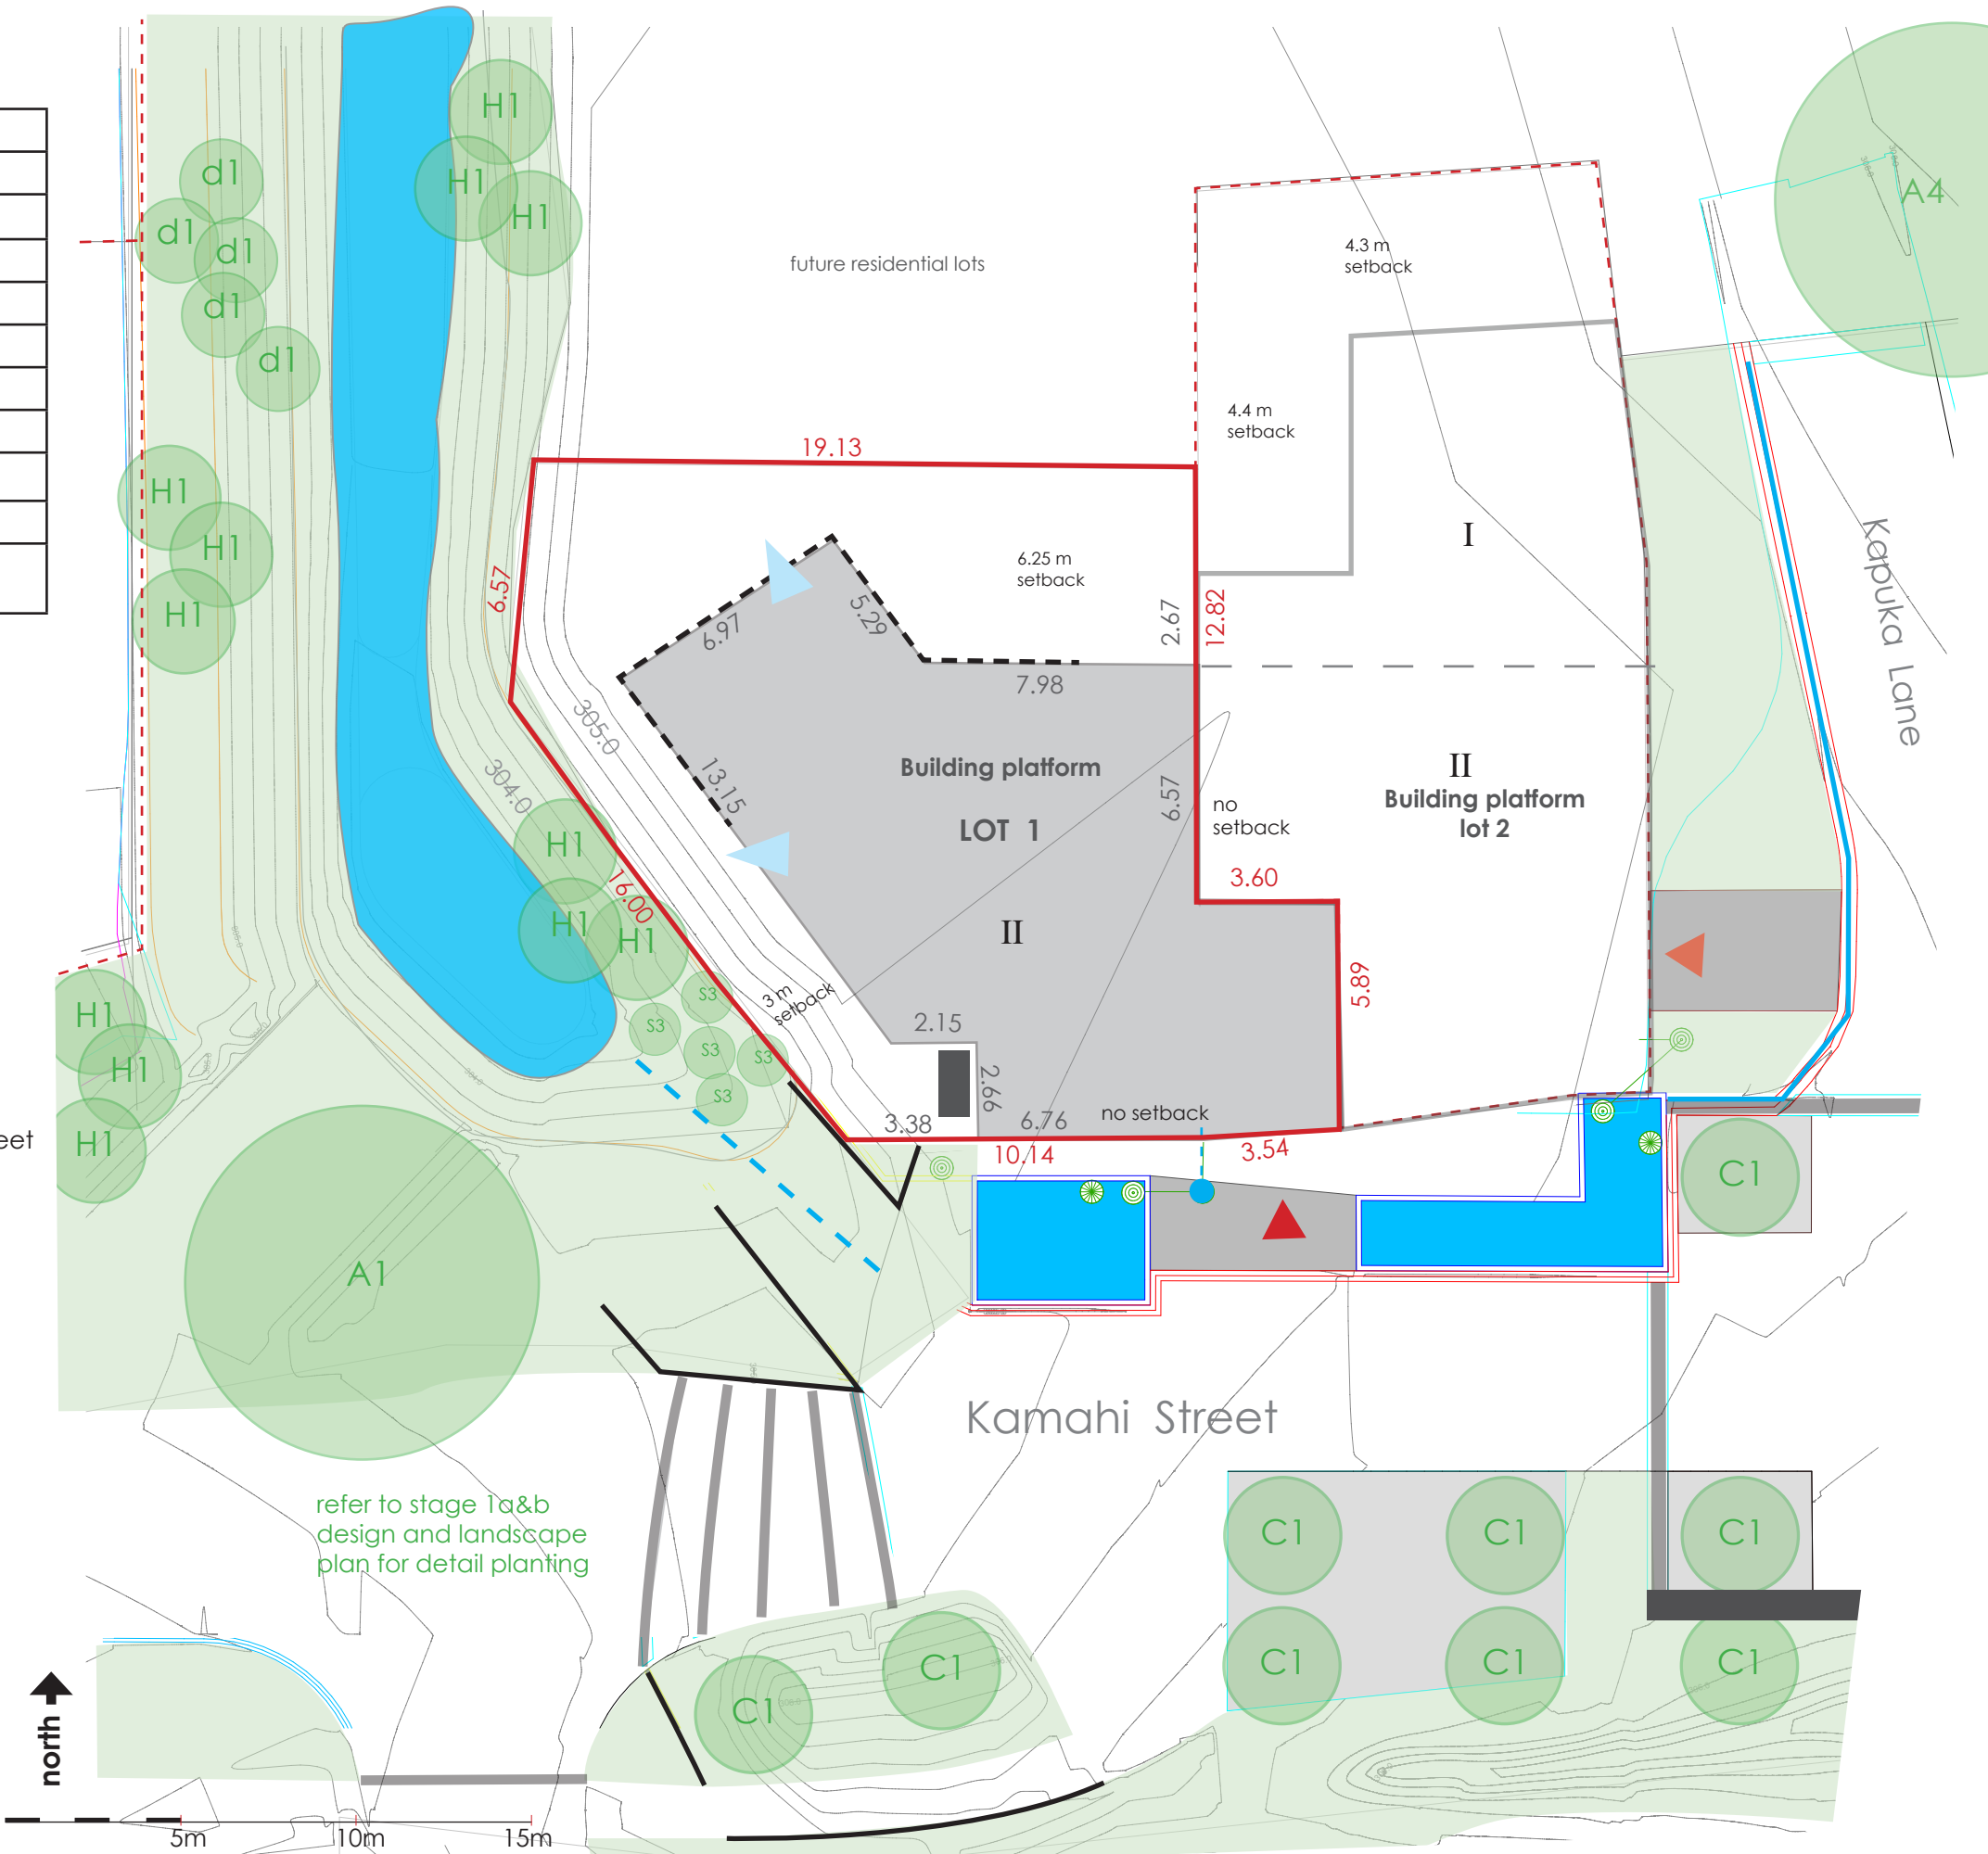 H1
H1
H1
d1
d1
d1
d1
d1
A4
future residential lots
4.3 m
setback
4.4 m
setback
19.13
H1
H1
H1
6.57
6.97
5.29
6.25 m
setback
2.67
12.82
I
Kapuka Lane
7.98
305.0
304.0
13.15
Building platform
LOT 1
II
6.57
no
setback
II
Building platform
lot 2
3.60
5.89
H1
H1
H1
16.00
3 m
setback
S3
S3
S3
S3
S3
2.15
2.66
3.38
6.76
no setback
10.14
3.54
H1
H1
H1
eet
C1
A1
Kamahi Street
refer to stage 1a&b
design and landscape
plan for detail planting
C1
C1
C1
C1
C1
C1
C1
C1
north
5m
10m
15m